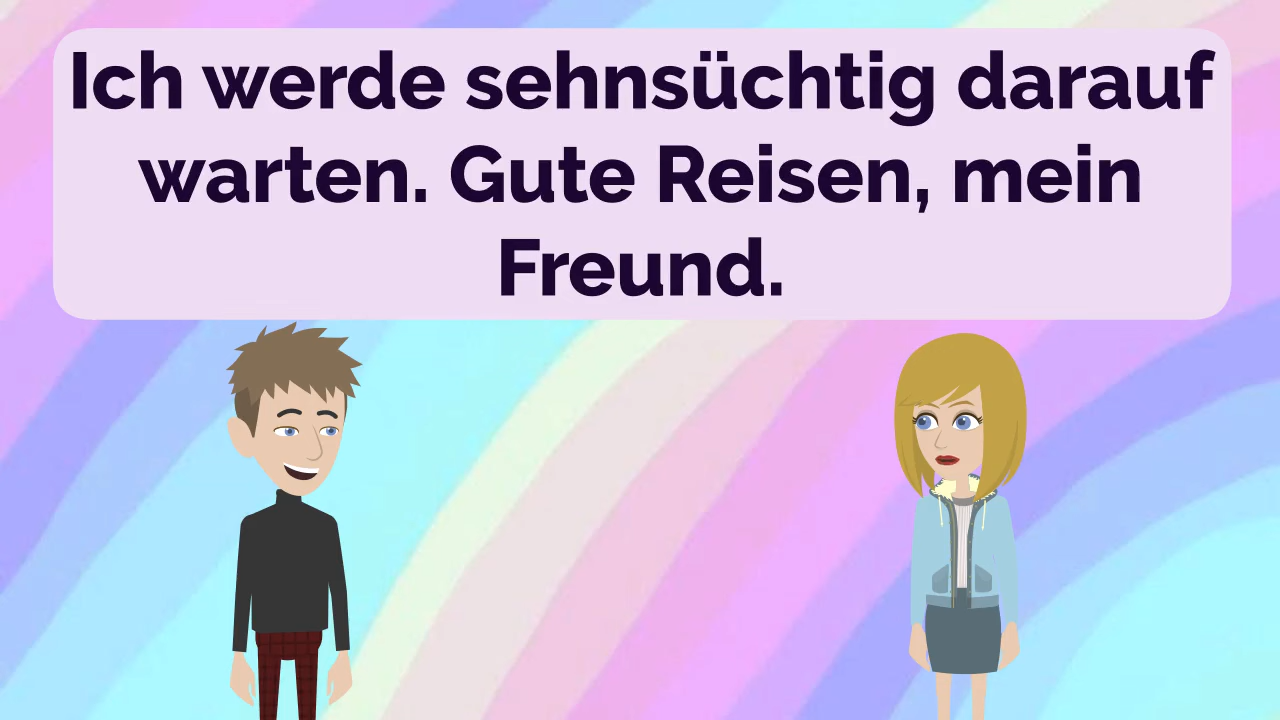 Ich werde sehnsüchtig darauf
warten. Gute Reisen, mein
Freund.